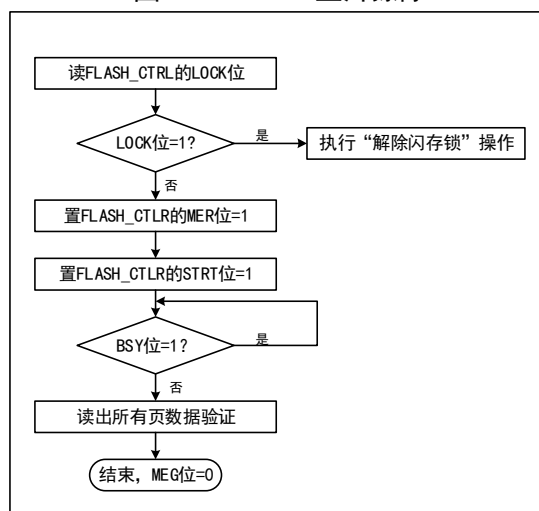 读FLASH_CTRL的LOCK位
LOCK位=1?
是
执行“解除闪存锁”操作
否
置FLASH_CTLR的MER位=1
置FLASH_CTLR的STRT位=1
BSY位=1?
是
否
读出所有页数据验证
结束，MEG位=0